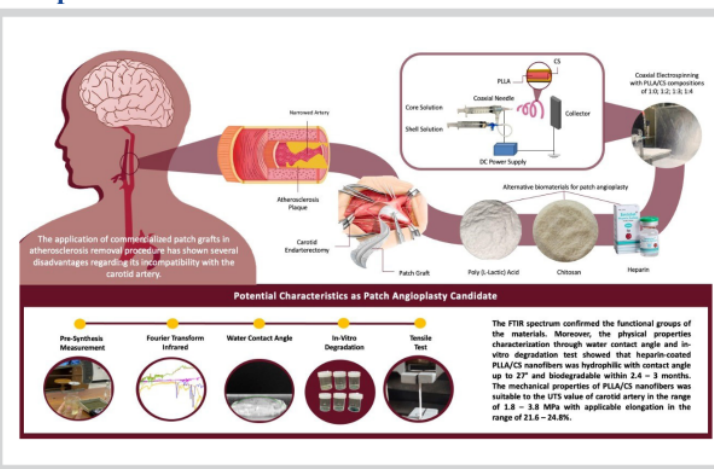 CS
PLLA
Coaxial Needle
Core Solution
Shell Solution
Collector
DC Power Supply
Coaxial Electrospinning
with PLLA/CS compositions
of 1:0; 1:2; 1:3; 1:4
Narrowed Artery
Atherosclerosis
Plaque
Carotid
Endarterectomy
Patch Graft
Alternative biomaterials for patch angioplasty
Poly (L-Lactic) Acid
Chitosan
Heparin
The application of commercialized patch grafts in
atherosclerosis removal procedure has shown several
disadvantages regarding its incompatibility with the
carotid artery.
Potential Characteristics as Patch Angioplasty Candidate
Pre-Synthesis
Measurement
Fourier Transform
Infrared
Water Contact Angle
In-Vitro
Degradation
Tensile
Test
The FTIR spectrum confirmed the functional groups of
the materials. Moreover, the physical properties
characterization through water contact angle and in-
vitro degradation test showed that heparin-coated
PLLA/CS nanofibers was hydrophilic with contact angle
up to 27° and biodegradable within 2.4 – 3 months.
The mechanical properties of PLLA/CS nanofibers was
suitable to the UTS value of carotid artery in the range
of 1.8 – 3.8 MPa with applicable elongation in the
range of 21.6 – 24.8%.